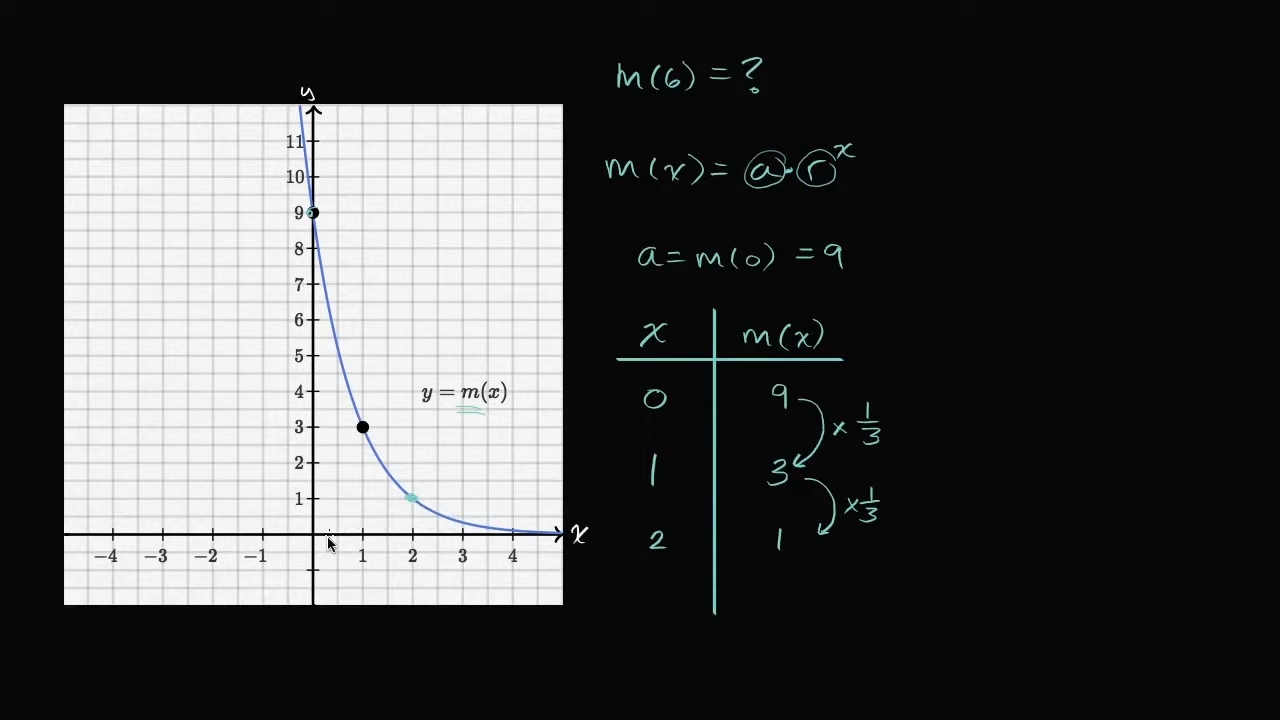 m(6) = ?
y
m(x) = a · r^x
11
10
9
8
7
6
5
4
3
2
1
a = m(0) = 9
x m(x)
0 9
× 1/3
y = m(x)
1 3
× 1/3
2 1
x
−4 −3 −2 −1 1 2 3 4